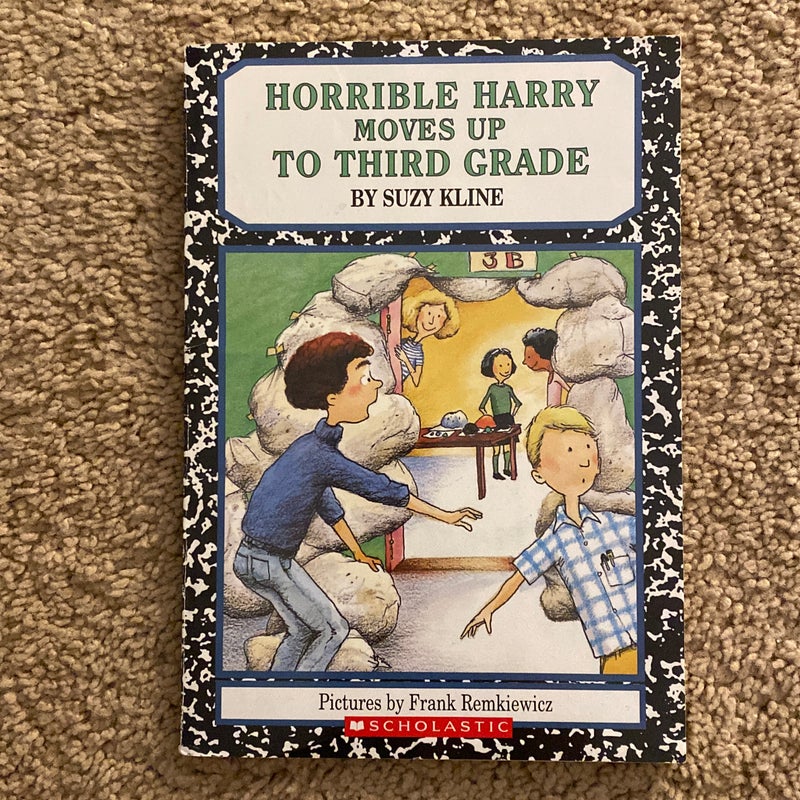 HORRIBLE HARRY
MOVES UP
TO THIRD GRADE
BY SUZY KLINE
3B
Pictures by Frank Remkiewicz
SCHOLASTIC